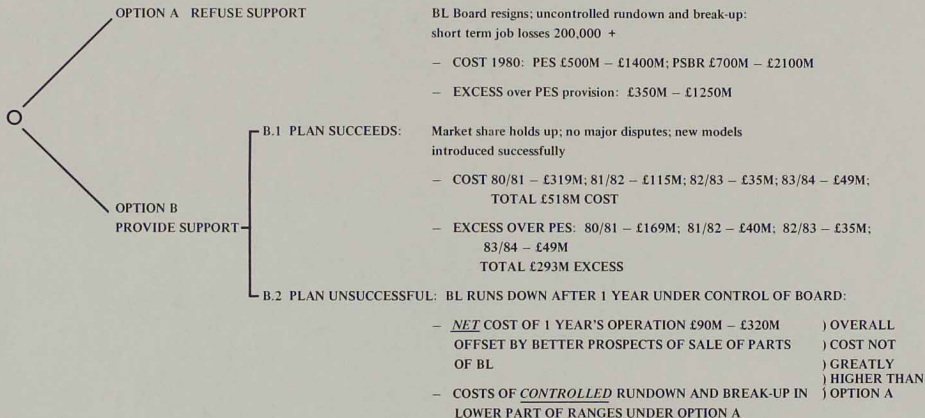 OPTION A REFUSE SUPPORT
BL Board resigns; uncontrolled rundown and break-up:
short term job losses 200,000 +
– COST 1980: PES £500M – £1400M; PSBR £700M – £2100M
– EXCESS over PES provision: £350M – £1250M
B.1 PLAN SUCCEEDS: Market share holds up; no major disputes; new models
introduced successfully
– COST 80/81 – £319M; 81/82 – £115M; 82/83 – £35M; 83/84 – £49M;
TOTAL £518M COST
OPTION B
PROVIDE SUPPORT
– EXCESS OVER PES: 80/81 – £169M; 81/82 – £40M; 82/83 – £35M;
83/84 – £49M
TOTAL £293M EXCESS
B.2 PLAN UNSUCCESSFUL: BL RUNS DOWN AFTER 1 YEAR UNDER CONTROL OF BOARD:
– NET COST OF 1 YEAR'S OPERATION £90M – £320M ) OVERALL
OFFSET BY BETTER PROSPECTS OF SALE OF PARTS ) COST NOT
OF BL ) GREATLY
) HIGHER THAN
– COSTS OF CONTROLLED RUNDOWN AND BREAK-UP IN ) OPTION A
LOWER PART OF RANGES UNDER OPTION A